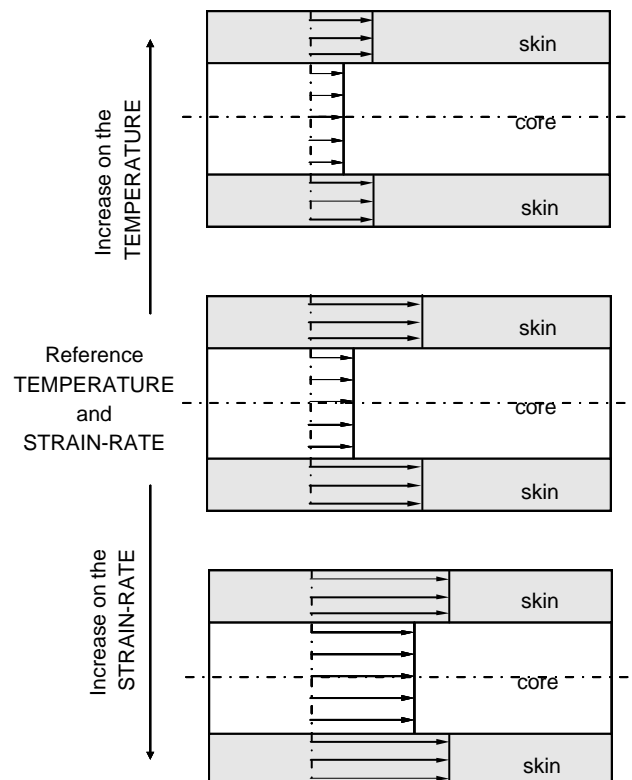 skin
core
skin
Increase on the
TEMPERATURE
skin
core
skin
Reference
TEMPERATURE
and
STRAIN-RATE
skin
core
skin
Increase on the
STRAIN-RATE